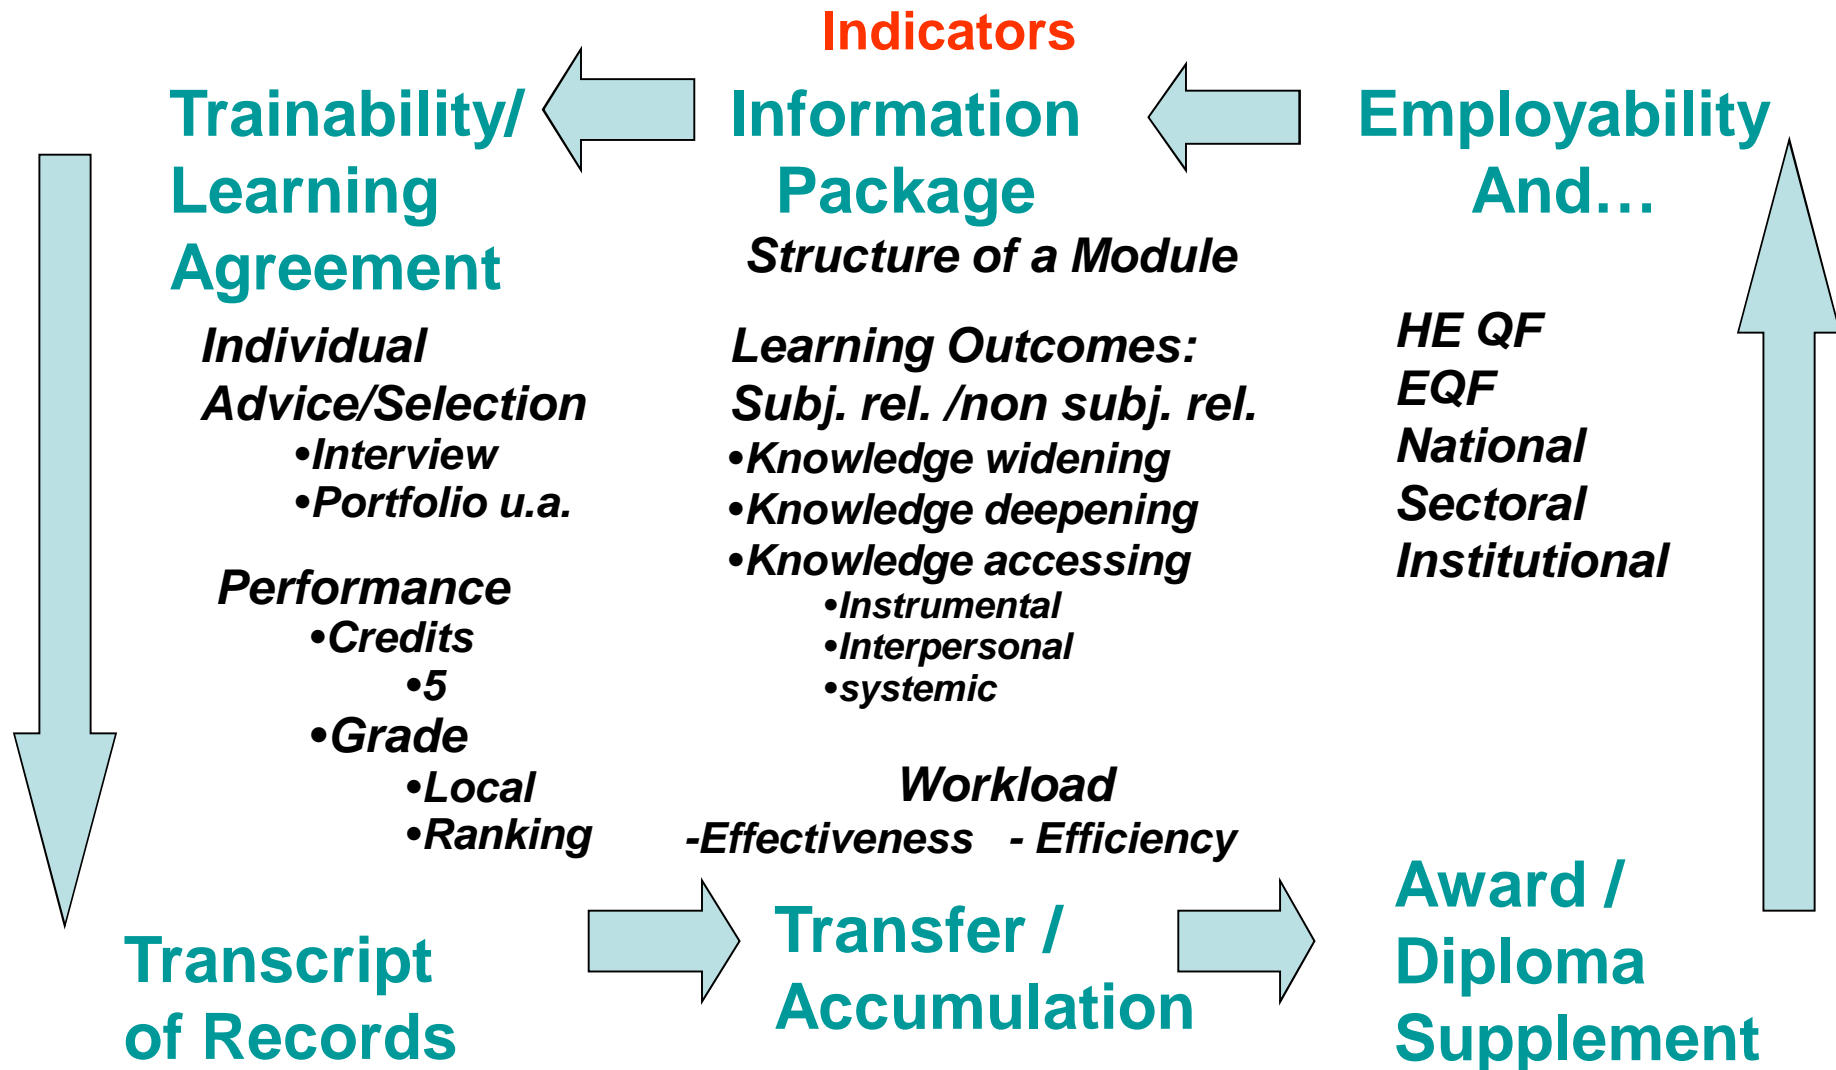 Indicators
Trainability/
Learning
Agreement
Individual
Advice/Selection
•Interview
•Portfolio u.a.
Performance
•Credits
•5
•Grade
•Local
•Ranking
Information
Package
Structure of a Module
Learning Outcomes:
Subj. rel. /non subj. rel.
•Knowledge widening
•Knowledge deepening
•Knowledge accessing
•Instrumental
•Interpersonal
•systemic
Workload
-Effectiveness - Efficiency
Employability
And…
HE QF
EQF
National
Sectoral
Institutional
Transcript
of Records
Transfer /
Accumulation
Award /
Diploma
Supplement